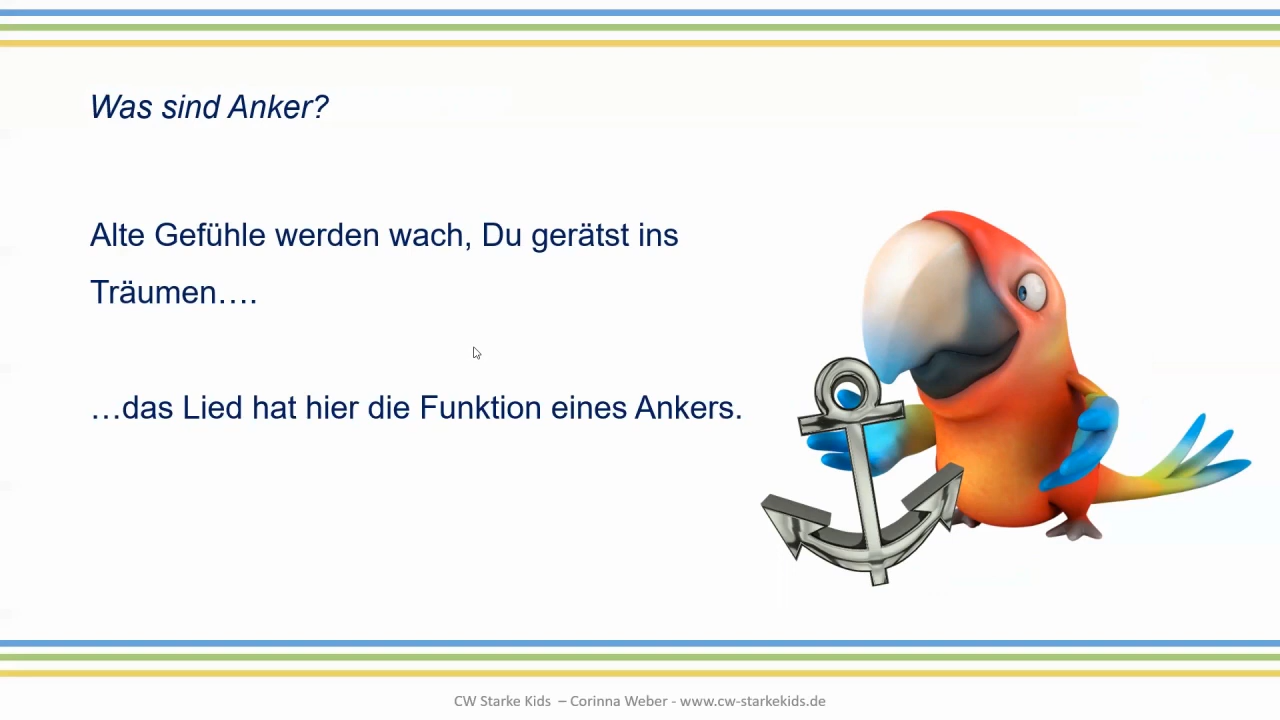 Was sind Anker?
Alte Gefühle werden wach, Du gerätst ins
Träumen….
…das Lied hat hier die Funktion eines Ankers.
CW Starke Kids – Corinna Weber - www.cw-starkekids.de